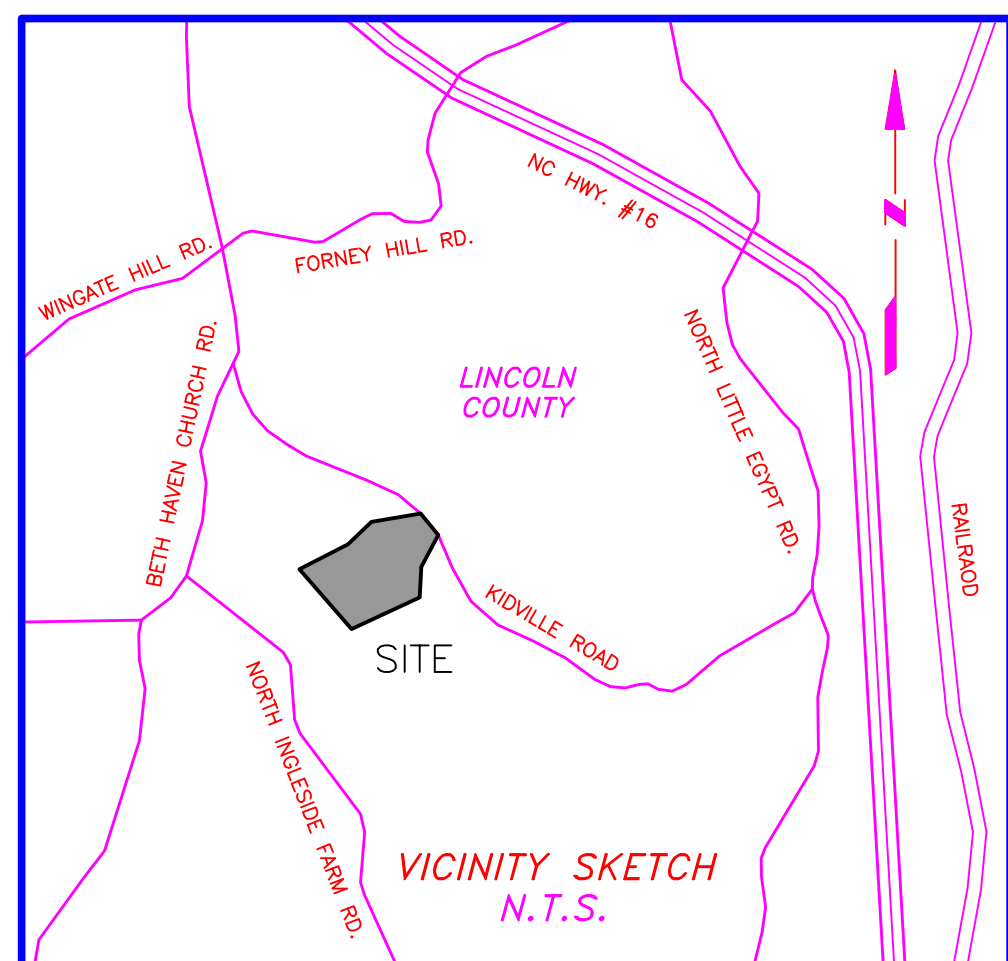 NC HWY. #16
N
WINGATE HILL RD.
FORNEY HILL RD.
BETH HAVEN CHURCH RD.
LINCOLN
COUNTY
NORTH LITTLE EGYPT RD.
RAILRAOD
KIDVILLE ROAD
SITE
NORTH INGLESIDE FARM RD.
VICINITY SKETCH
N.T.S.